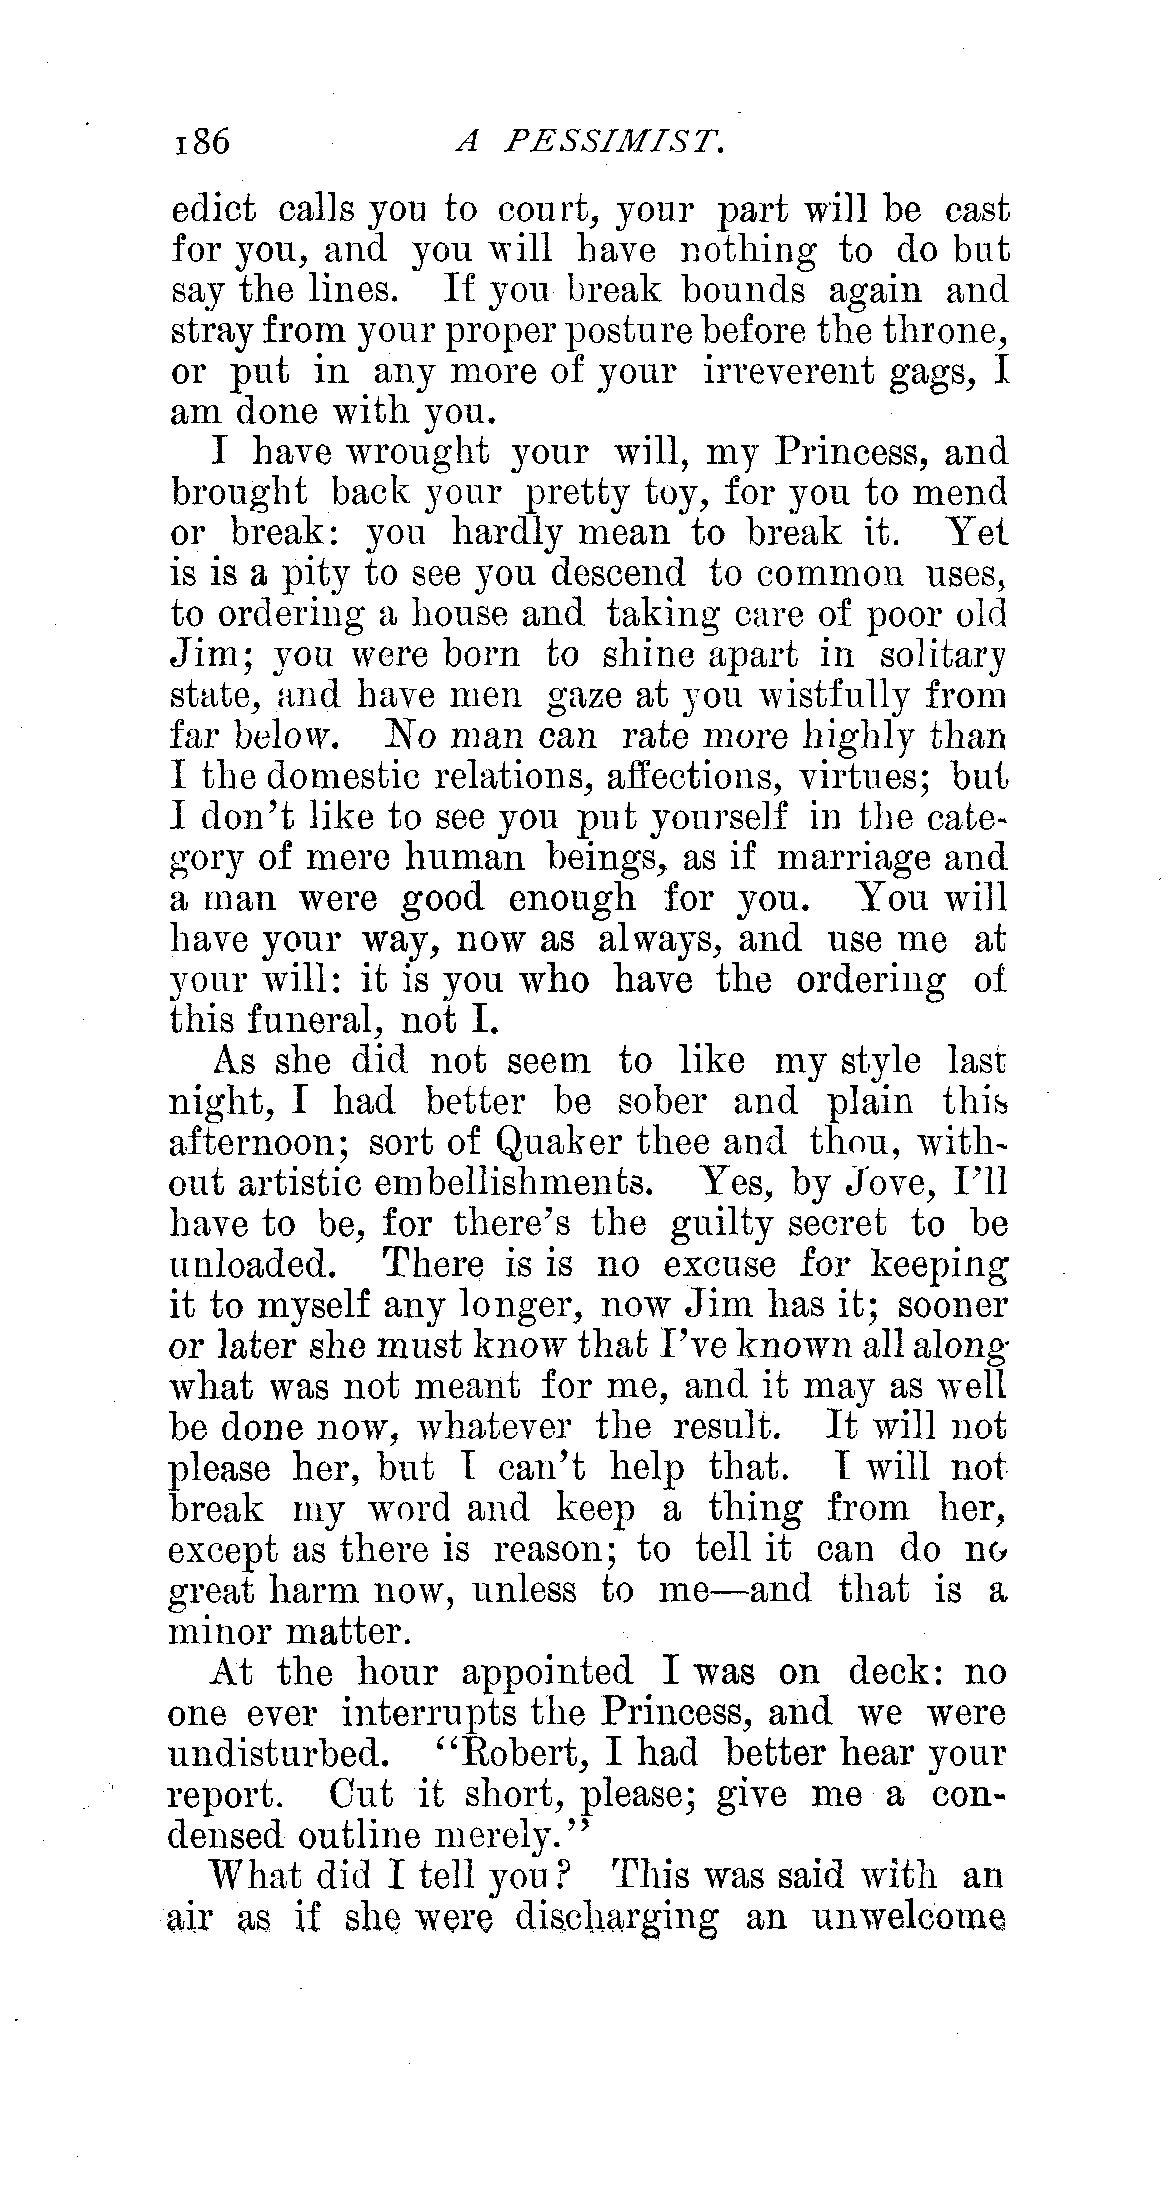 186 A PESSIMIST.
edict calls you to court, your part will be cast
for you, and you will have nothing to do but
say the lines. If you break bounds again and
stray from your proper posture before the throne,
or put in any more of your irreverent gags, I
am done with you.
I have wrought your will, my Princess, and
brought back your pretty toy, for you to mend
or break: you hardly mean to break it. Yet
is is a pity to see you descend to common uses,
to ordering a house and taking care of poor old
Jim; you were born to shine apart in solitary
state, and have men gaze at you wistfully from
far below. No man can rate more highly than
I the domestic relations, affections, virtues; but
I don't like to see you put yourself in the cate-
gory of mere human beings, as if marriage and
a man were good enough for you. You will
have your way, now as always, and use me at
your will: it is you who have the ordering of
this funeral, not I.
As she did not seem to like my style last
night, I had better be sober and plain this
afternoon; sort of Quaker thee and thou, with-
out artistic embellishments. Yes, by Jove, I'll
have to be, for there's the guilty secret to be
unloaded. There is is no excuse for keeping
it to myself any longer, now Jim has it; sooner
or later she must know that I've known all along
what was not meant for me, and it may as well
be done now, whatever the result. It will not
please her, but I can't help that. I will not
break my word and keep a thing from her,
except as there is reason; to tell it can do no
great harm now, unless to me—and that is a
minor matter.
At the hour appointed I was on deck: no
one ever interrupts the Princess, and we were
undisturbed. "Robert, I had better hear your
report. Cut it short, please; give me a con-
densed outline merely."
What did I tell you? This was said with an
air as if she were discharging an unwelcome